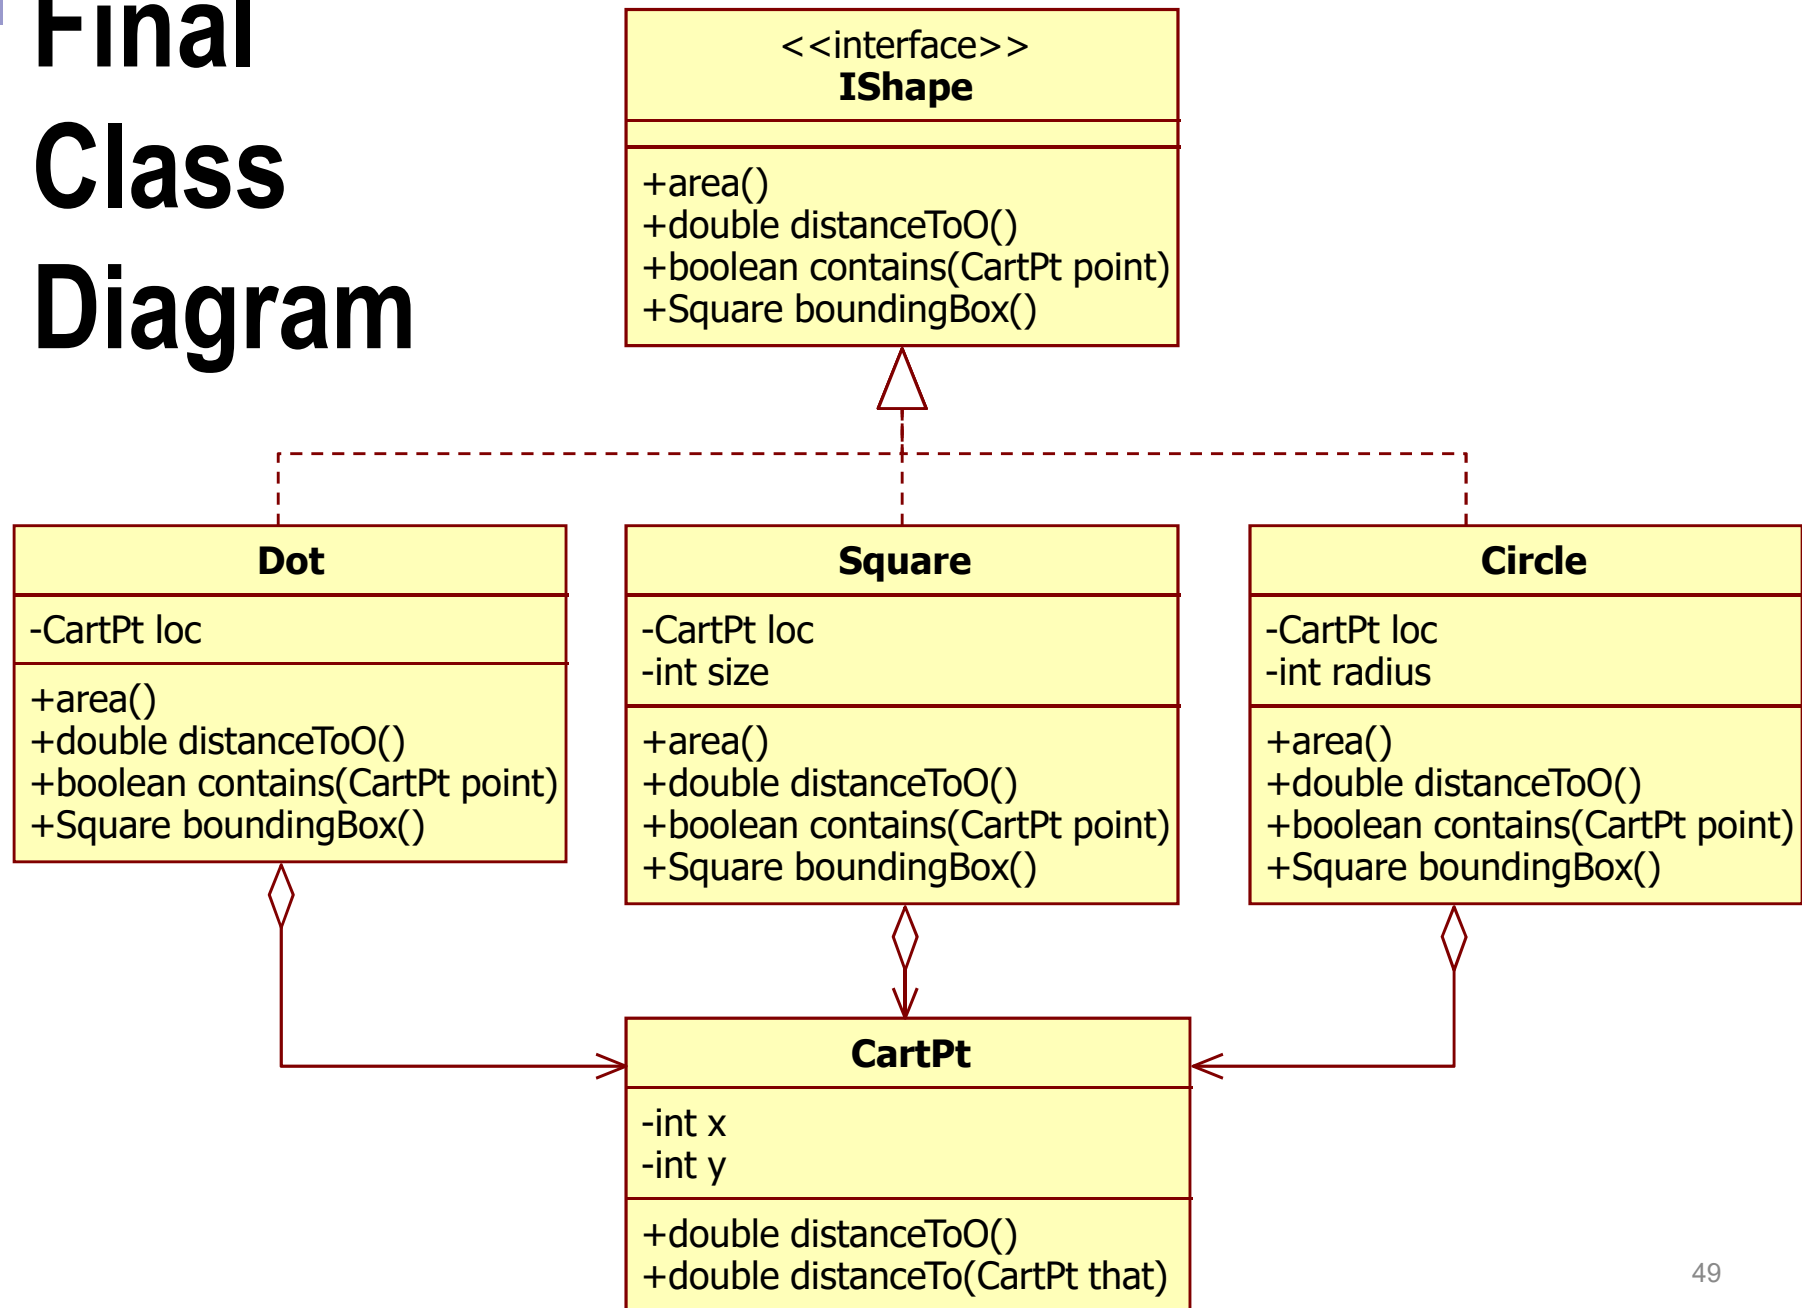 Final
Class
Diagram
<<interface>>
IShape
+area()
+double distanceToO()
+boolean contains(CartPt point)
+Square boundingBox()
Dot
-CartPt loc
+area()
+double distanceToO()
+boolean contains(CartPt point)
+Square boundingBox()
Square
-CartPt loc
-int size
+area()
+double distanceToO()
+boolean contains(CartPt point)
+Square boundingBox()
Circle
-CartPt loc
-int radius
+area()
+double distanceToO()
+boolean contains(CartPt point)
+Square boundingBox()
CartPt
-int x
-int y
+double distanceToO()
+double distanceTo(CartPt that)
49